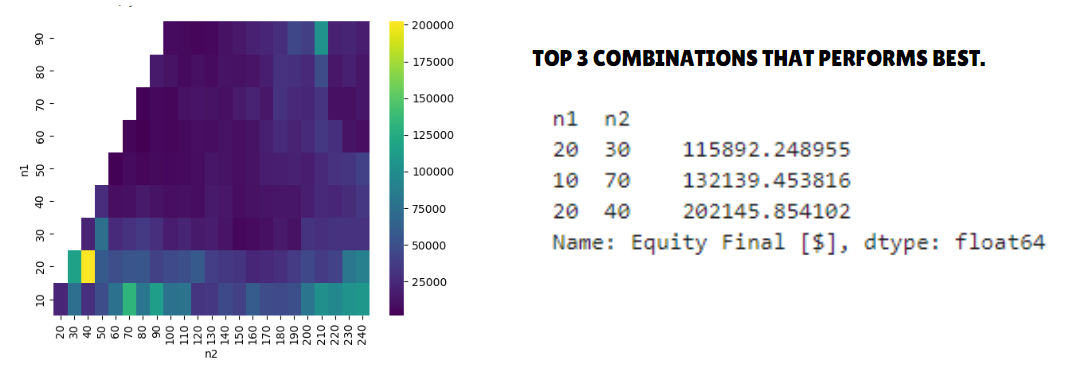 200000
175000
150000
125000
100000
75000
50000
25000
90
80
70
60
50
40
30
20
10
n1
20 30 40 50 60 70 80 90 100 110 120 130 140 150 160 170 180 190 200 210 220 230 240
n2
TOP 3 COMBINATIONS THAT PERFORMS BEST.
n1 n2
20 30 115892.248955
10 70 132139.453816
20 40 202145.854102
Name: Equity Final [$], dtype: float64